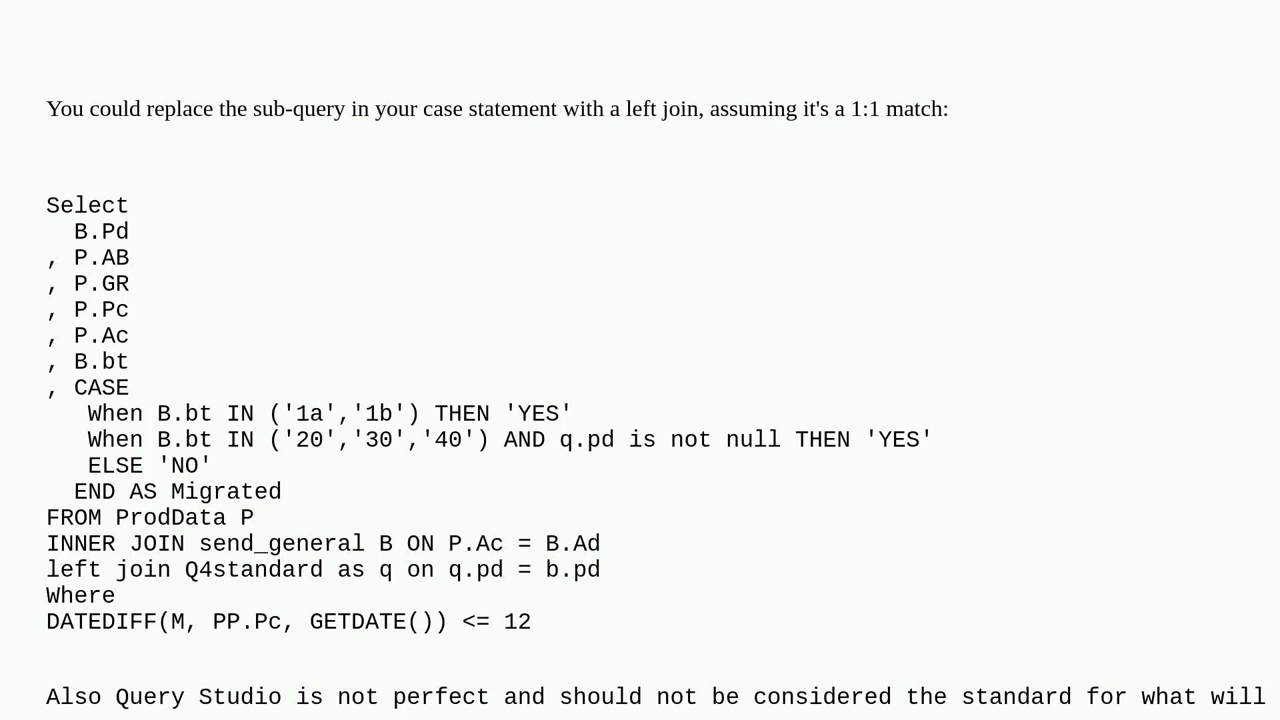 You could replace the sub-query in your case statement with a left join, assuming it's a 1:1 match:
Select
  B.Pd
, P.AB
, P.GR
, P.Pc
, P.Ac
, B.bt
, CASE
   When B.bt IN ('1a','1b') THEN 'YES'
   When B.bt IN ('20','30','40') AND q.pd is not null THEN 'YES'
   ELSE 'NO'
  END AS Migrated
FROM ProdData P
INNER JOIN send_general B ON P.Ac = B.Ad
left join Q4standard as q on q.pd = b.pd
Where
DATEDIFF(M, PP.Pc, GETDATE()) <= 12
Also Query Studio is not perfect and should not be considered the standard for what will